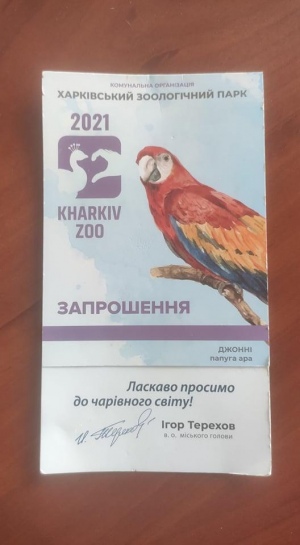 КОМУНАЛЬНА ОРГАНІЗАЦІЯ
ХАРКІВСЬКИЙ ЗООЛОГІЧНИЙ ПАРК
2021
KHARKIV
ZOO
ЗАПРОШЕННЯ
ДЖОННІ
папуга ара
Ласкаво просимо
до чарівного світу!
Ігор Терехов
В. О. МІСЬКОГО ГОЛОВИ